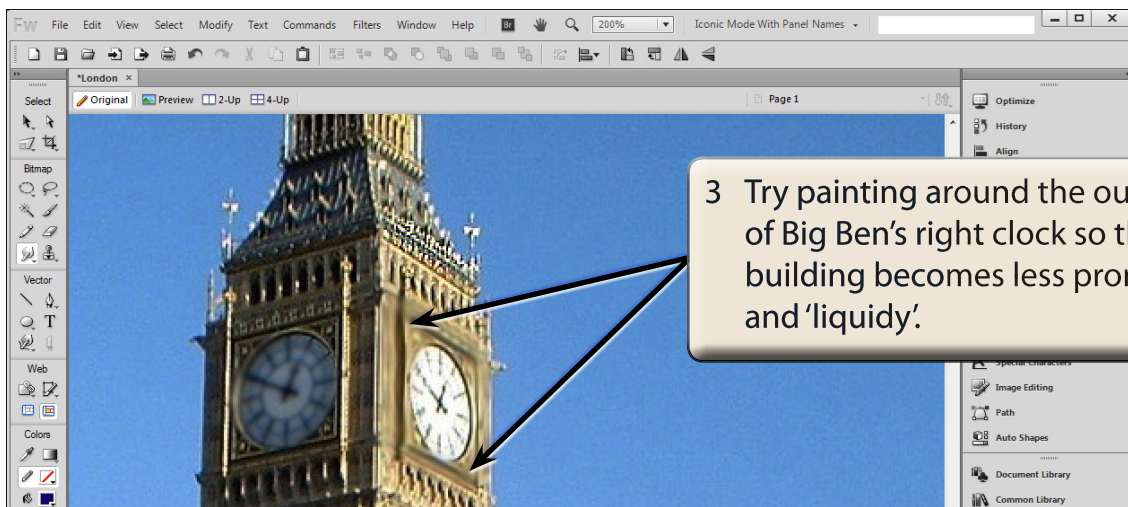 Fw File Edit View Select Modify Text Commands Filters Window Help Br 200% Iconic Mode With Panel Names
*London ×
Select
Original Preview 2-Up 4-Up Page 1
Optimize
History
Align
Bitmap
3 Try painting around the ou
of Big Ben's right clock so t
building becomes less pro
and 'liquidy'.
Vector
T
Web
Special Characters
Image Editing
Path
Auto Shapes
Colors
Document Library
Common Library